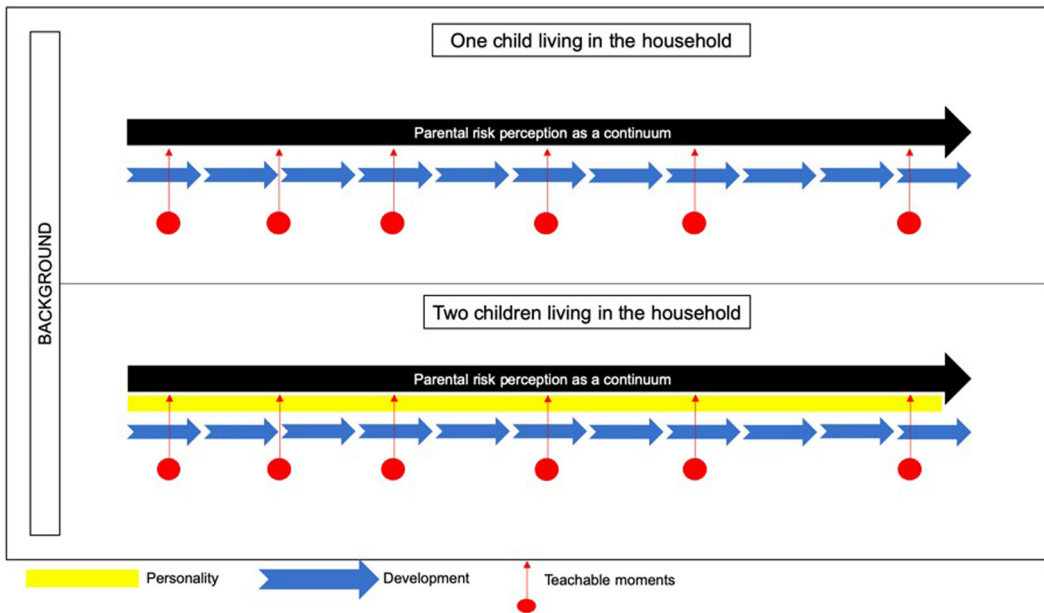 One child living in the household
Parental risk perception as a continuum
BACKGROUND
Two children living in the household
Parental risk perception as a continuum
Personality
Development
Teachable moments